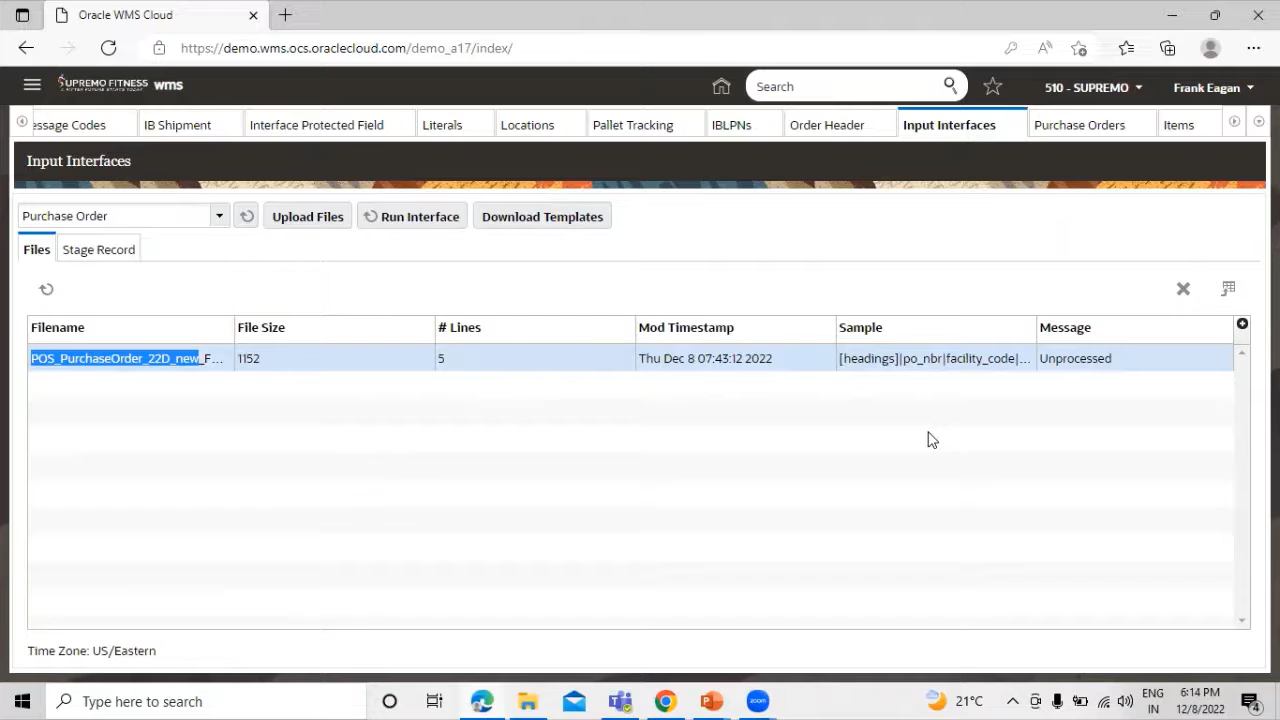 Oracle WMS Cloud
https://demo.wms.ocs.oraclecloud.com/demo_a17/index/
SUPREMO FITNESS wms
Search
510 - SUPREMO
Frank Eagan
essage Codes
IB Shipment
Interface Protected Field
Literals
Locations
Pallet Tracking
IBLPNs
Order Header
Input Interfaces
Purchase Orders
Items
Input Interfaces
Purchase Order
Upload Files
Run Interface
Download Templates
Files
Stage Record
Filename File Size # Lines Mod Timestamp Sample Message
POS_PurchaseOrder_22D_new_F... 1152 5 Thu Dec 8 07:43:12 2022 [headings]|po_nbr|facility_code|... Unprocessed
Time Zone: US/Eastern
Type here to search
zoom
21°C
ENG
IN
6:14 PM
12/8/2022
4